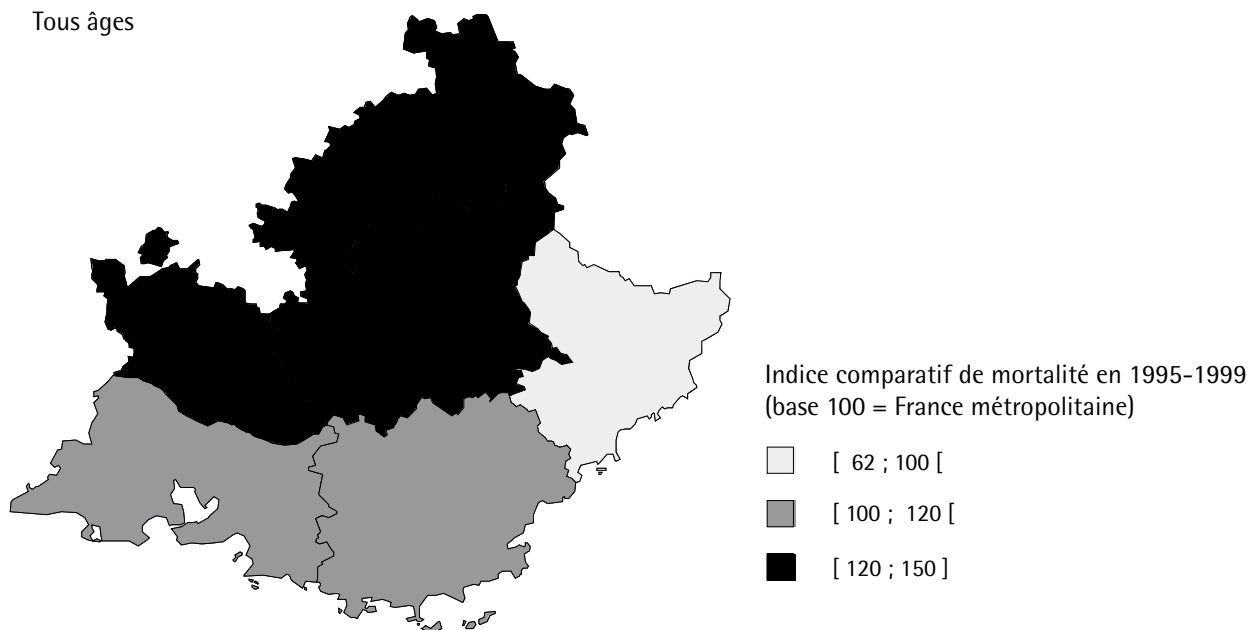 Tous âges
Indice comparatif de mortalité en 1995-1999
(base 100 = France métropolitaine)
[ 62 ; 100 [
[ 100 ; 120 [
[ 120 ; 150 ]